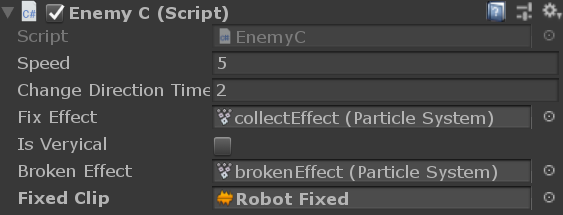 Enemy C (Script)
Script EnemyC
Speed 5
Change Direction Time 2
Fix Effect collectEffect (Particle System)
Is Veryical
Broken Effect brokenEffect (Particle System)
Fixed Clip Robot Fixed